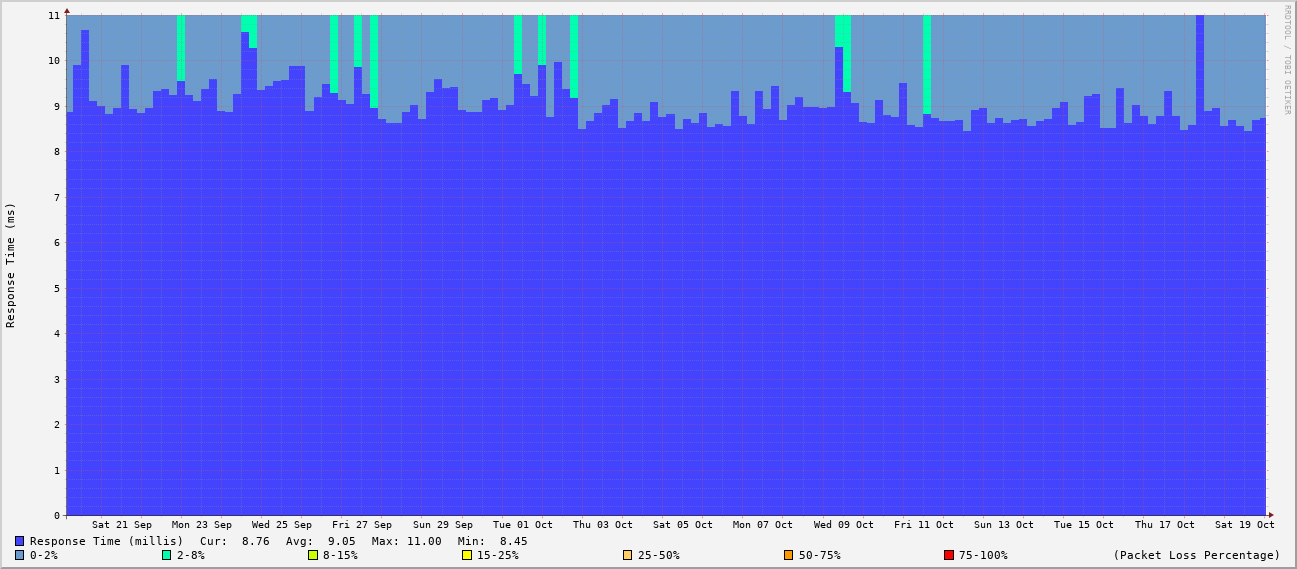 RRDTOOL / TOBI OETIKER
Response Time (ms)
11
10
9
8
7
6
5
4
3
2
1
0
Sat 21 Sep Mon 23 Sep Wed 25 Sep Fri 27 Sep Sun 29 Sep Tue 01 Oct Thu 03 Oct Sat 05 Oct Mon 07 Oct Wed 09 Oct Fri 11 Oct Sun 13 Oct Tue 15 Oct Thu 17 Oct Sat 19 Oct
Response Time (millis) Cur: 8.76 Avg: 9.05 Max: 11.00 Min: 8.45
0-2% 2-8% 8-15% 15-25% 25-50% 50-75% 75-100% (Packet Loss Percentage)